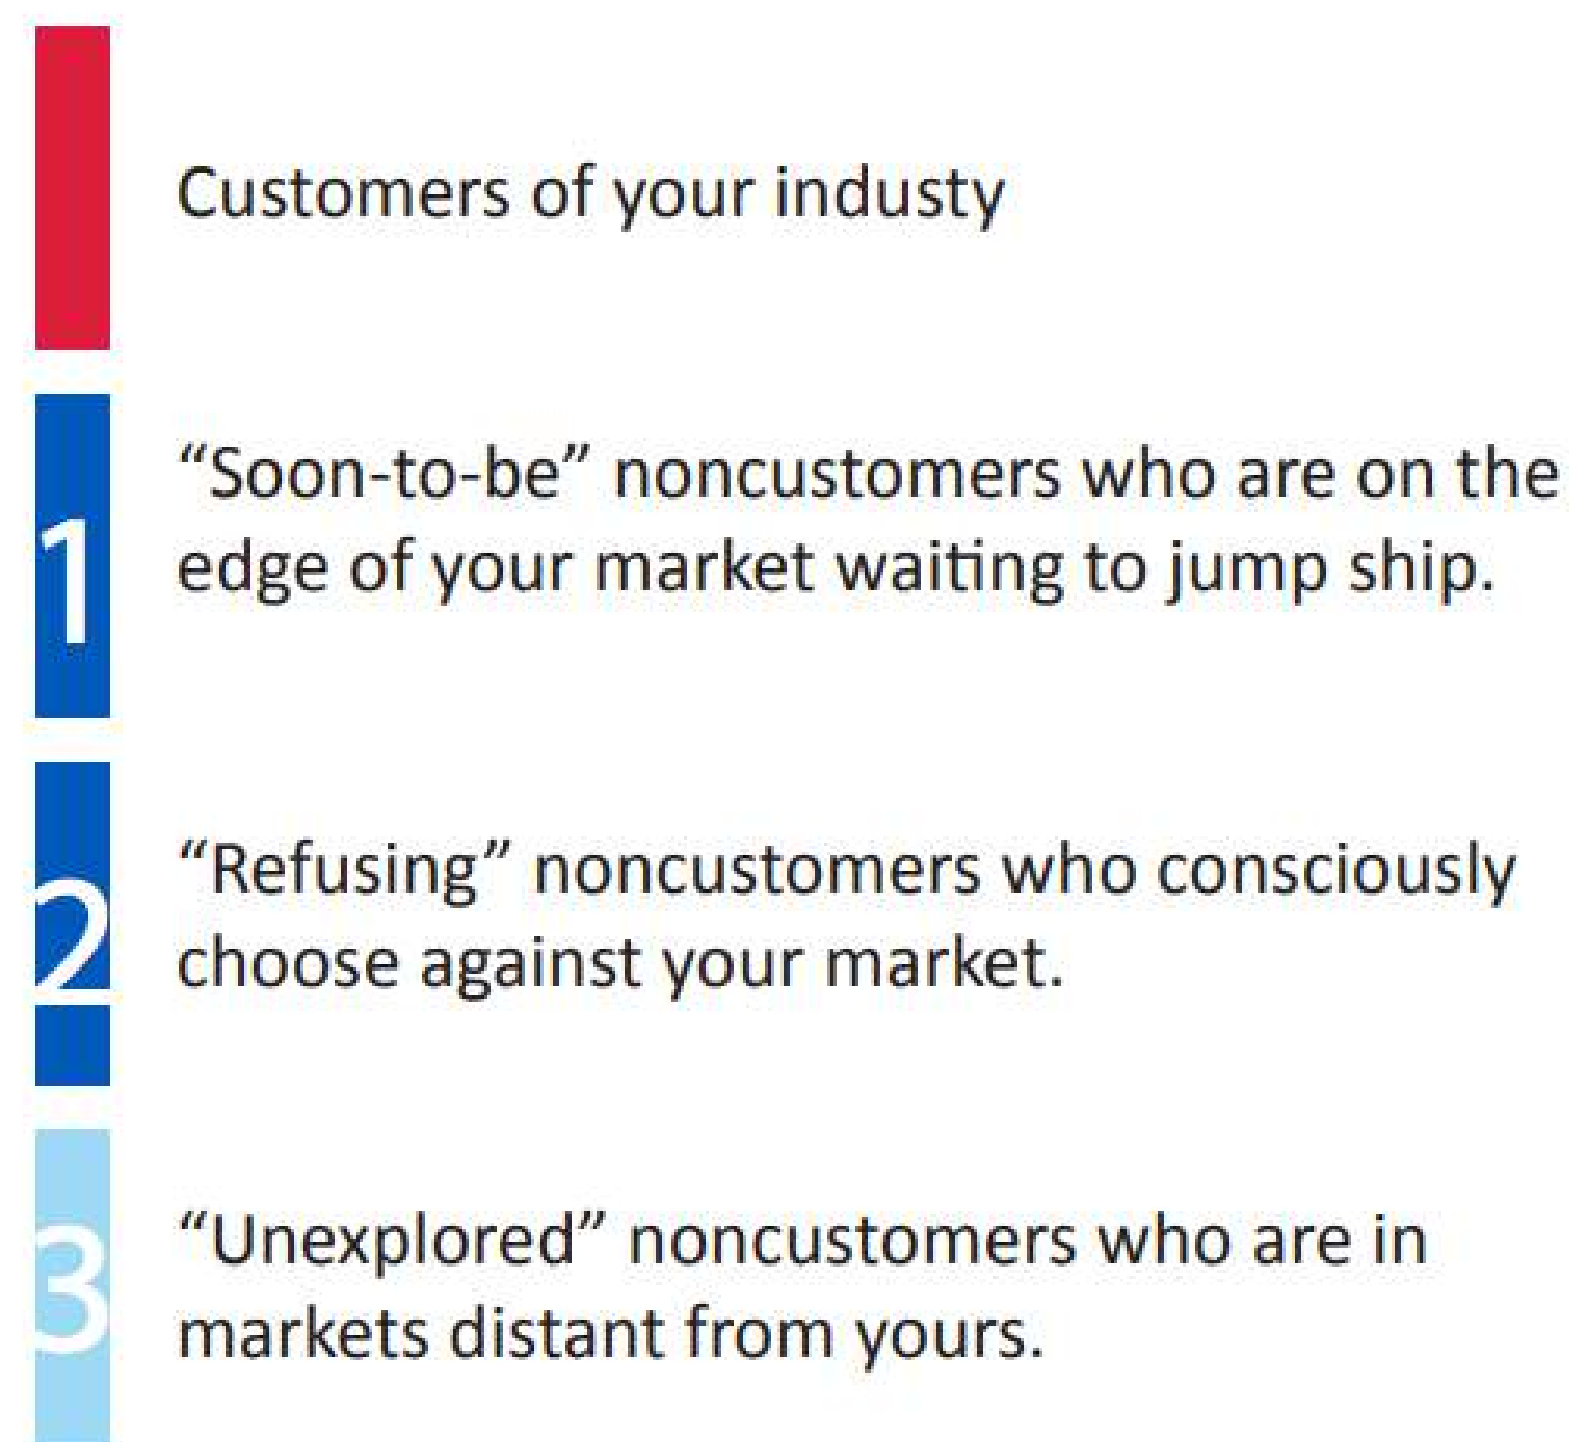 Customers of your industy
1
“Soon-to-be” noncustomers who are on the
edge of your market waiting to jump ship.
2
“Refusing” noncustomers who consciously
choose against your market.
3
“Unexplored” noncustomers who are in
markets distant from yours.